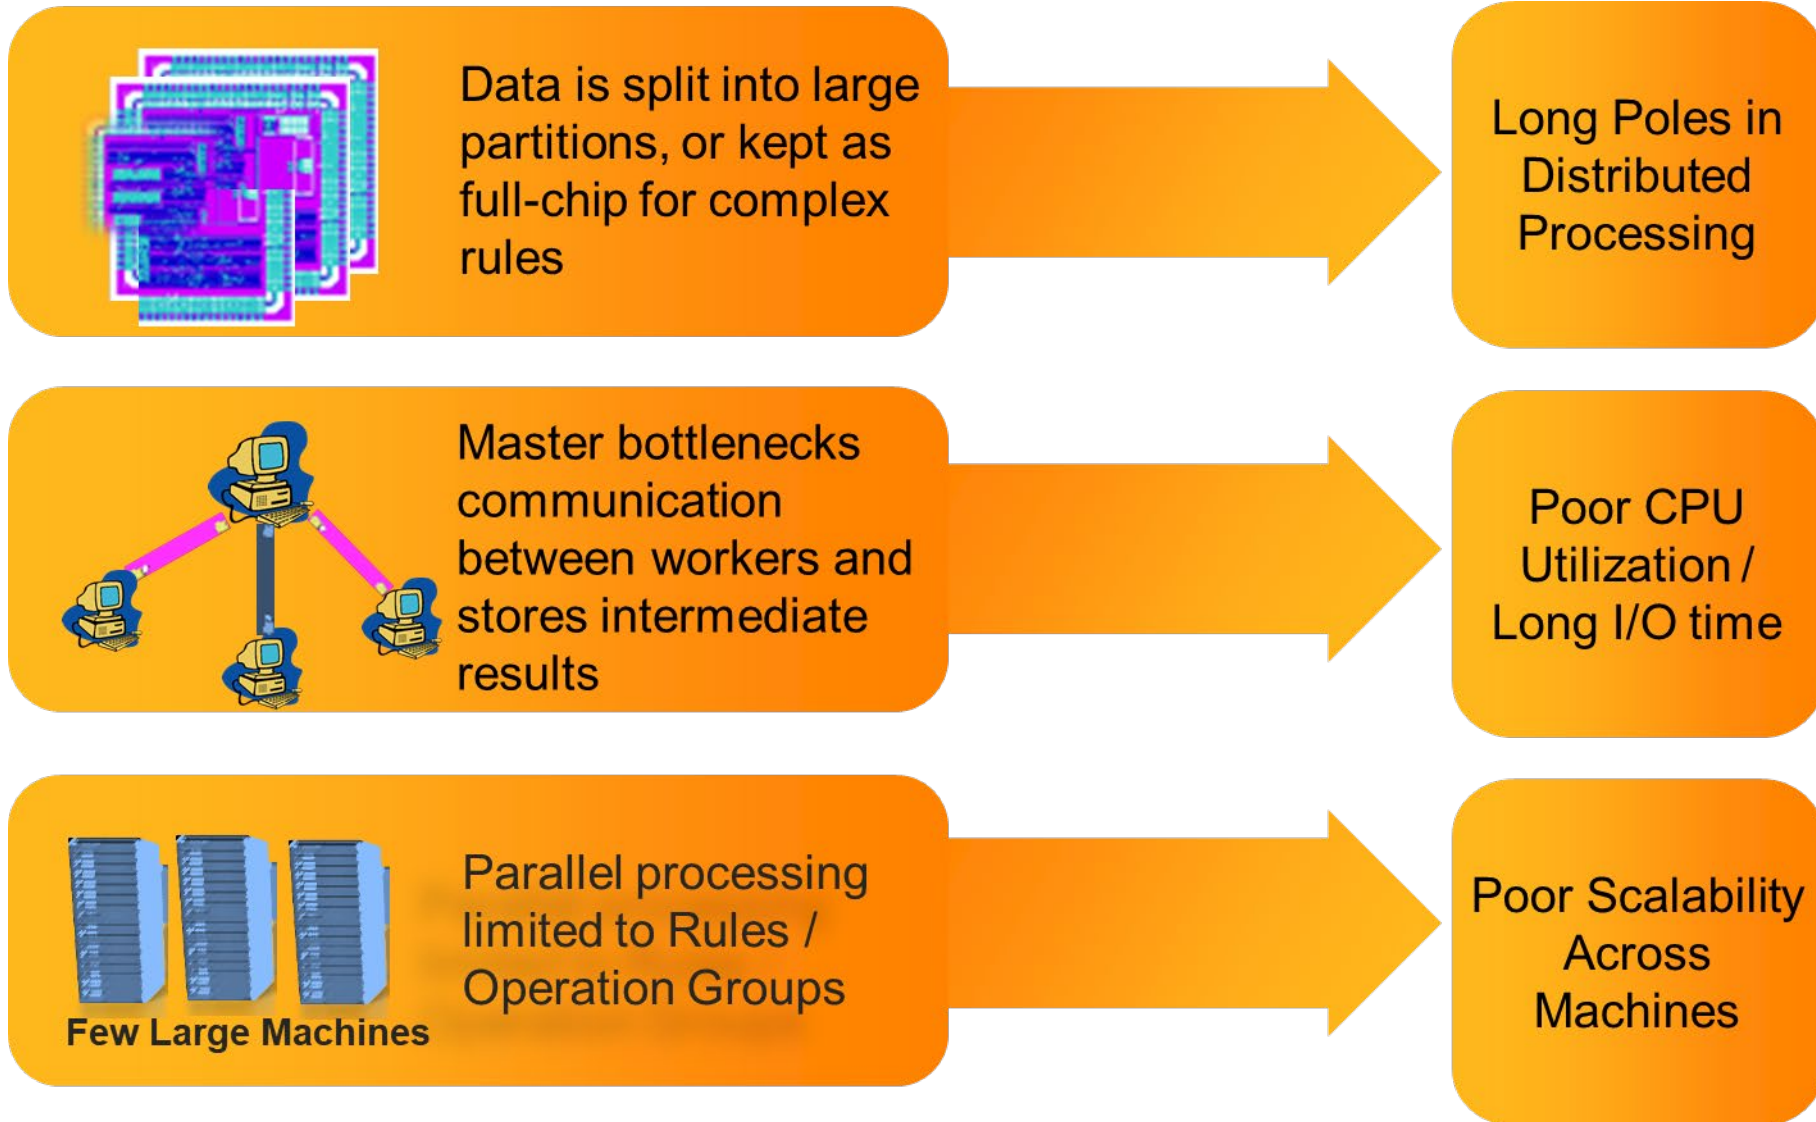 Data is split into large
partitions, or kept as
full-chip for complex
rules
Long Poles in
Distributed
Processing
Master bottlenecks
communication
between workers and
stores intermediate
results
Poor CPU
Utilization /
Long I/O time
Parallel processing
limited to Rules /
Operation Groups
Few Large Machines
Poor Scalability
Across
Machines